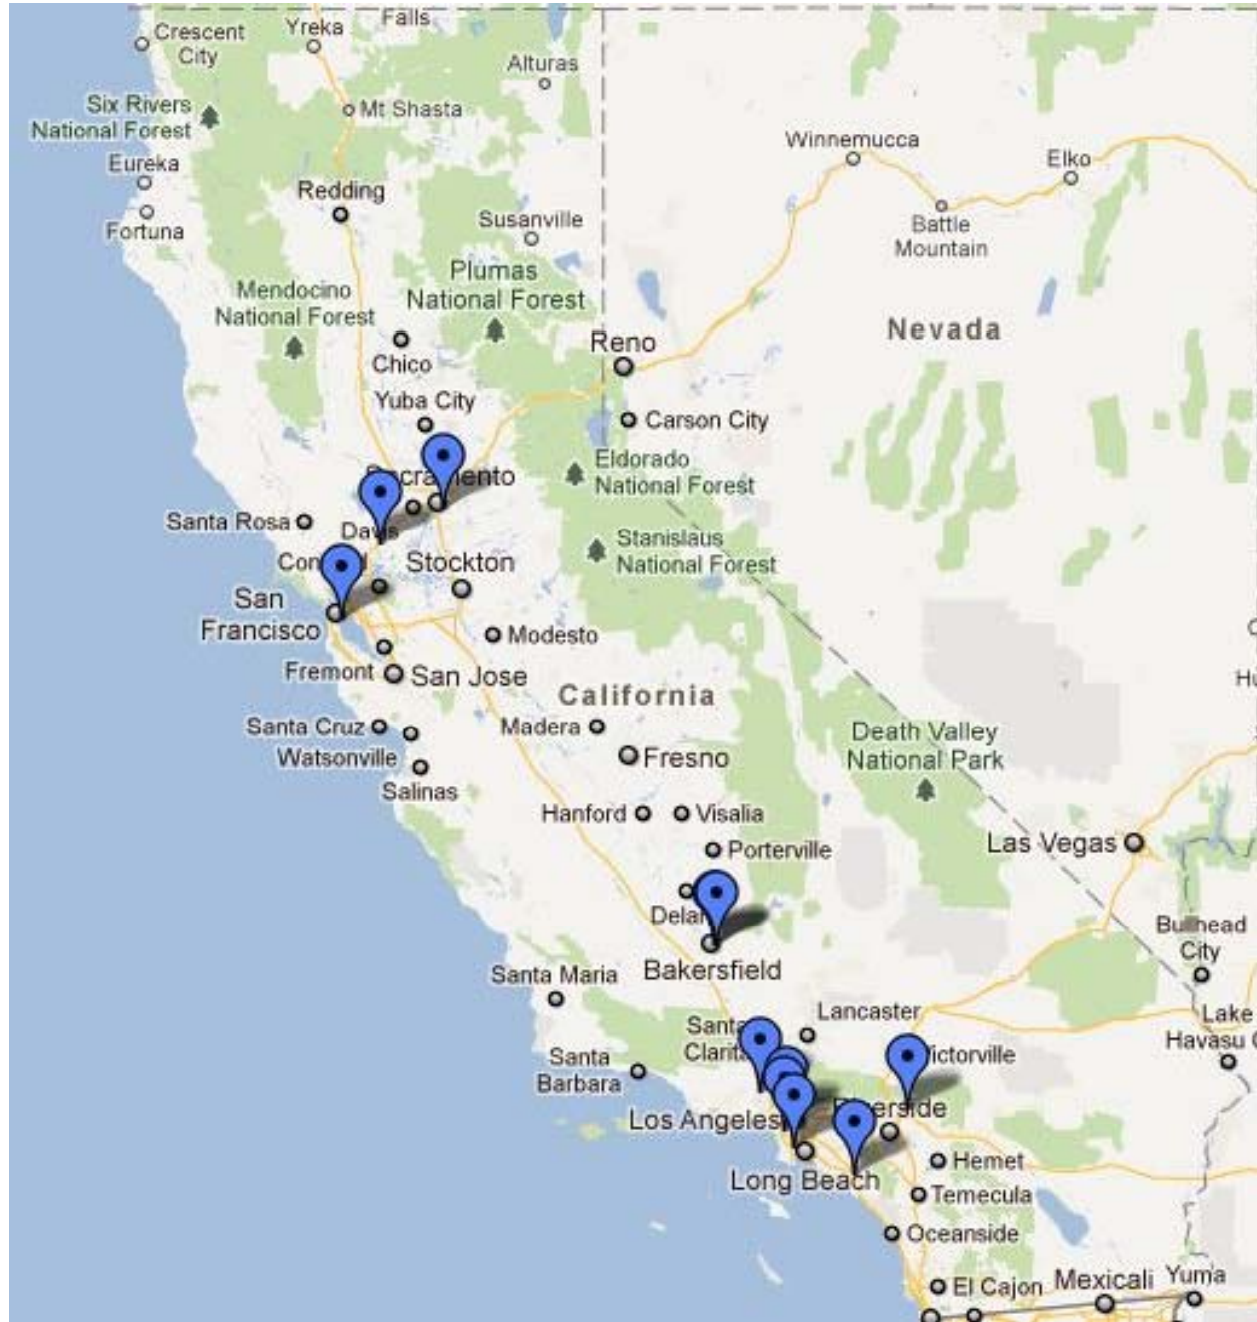 Falls
Crescent
City
Yreka
Alturas
Six Rivers
National Forest
Mt Shasta
Winnemucca
Elko
Eureka
Redding
Fortuna
Susanville
Battle
Mountain
Plumas
National Forest
Mendocino
National Forest
Nevada
Reno
Chico
Yuba City
Carson City
Eldorado
National Forest
Santa Rosa
Stanislaus
National Forest
Stockton
San
Francisco
Modesto
Fremont
San Jose
California
Santa Cruz
Madera
Death Valley
National Park
Watsonville
Fresno
Salinas
Hanford
Visalia
Las Vegas
Porterville
Bullhead
City
Bakersfield
Santa Maria
Lancaster
Lake
Havasu
Santa
Santa
Barbara
Los Angeles
Long Beach
Hemet
Temecula
Oceanside
El Cajon
Mexicali
Yuma